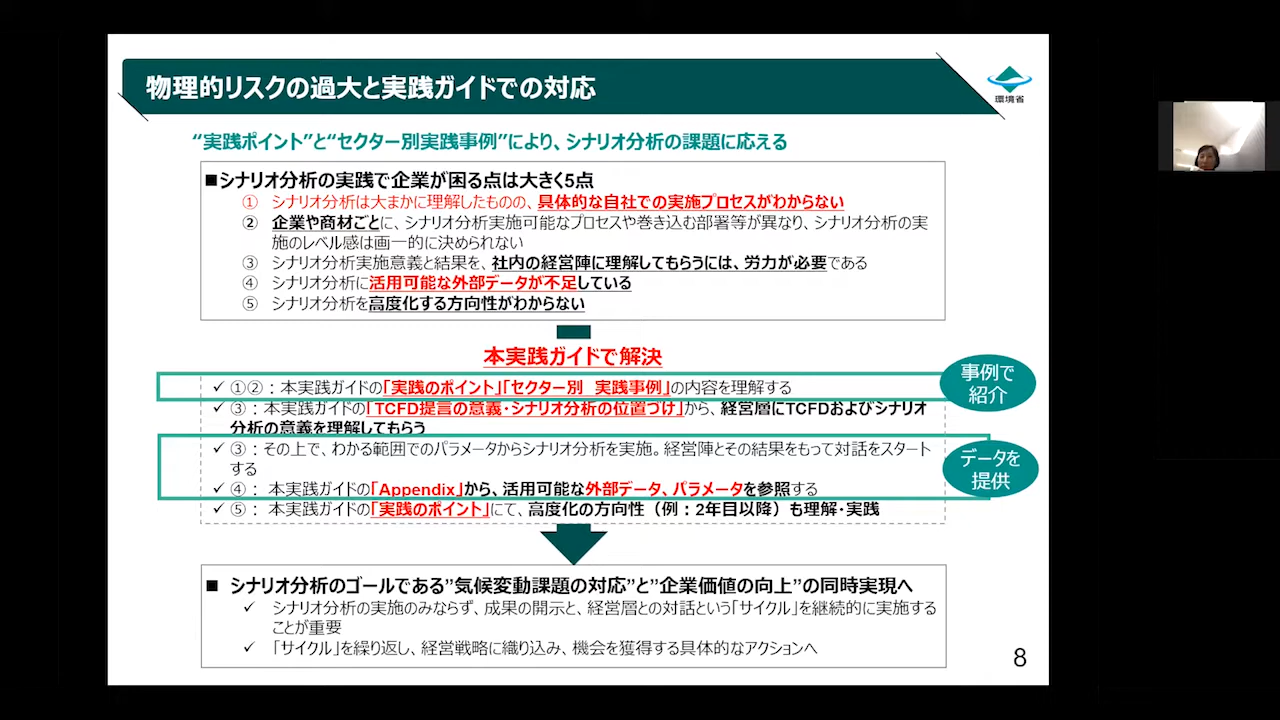 物理的リスクの過大と実践ガイドでの対応
環境省
“実践ポイント”と“セクター別実践事例”により、シナリオ分析の課題に応える
■シナリオ分析の実践で企業が困る点は大きく5点
① シナリオ分析は大まかに理解したものの、具体的な自社での実施プロセスがわからない
② 企業や商材ごとに、シナリオ分析実施可能なプロセスや巻き込む部署等が異なり、シナリオ分析の実
施のレベル感は画一的に決められない
③ シナリオ分析実施意義と結果を、社内の経営陣に理解してもらうには、労力が必要である
④ シナリオ分析に活用可能な外部データが不足している
⑤ シナリオ分析を高度化する方向性がわからない
本実践ガイドで解決
✓ ①②：本実践ガイドの「実践のポイント」「セクター別 実践事例」の内容を理解する
事例で
紹介
✓ ③：本実践ガイドの「TCFD提言の意義・シナリオ分析の位置づけ」から、経営層にTCFDおよびシナリオ
分析の意義を理解してもらう
✓ ③：その上で、わかる範囲でのパラメータからシナリオ分析を実施。経営陣とその結果をもって対話をスタート
する
データを
提供
✓ ④： 本実践ガイドの「Appendix」から、活用可能な外部データ、パラメータを参照する
✓ ⑤： 本実践ガイドの「実践のポイント」にて、高度化の方向性（例：2年目以降）も理解・実践
■ シナリオ分析のゴールである”気候変動課題の対応”と”企業価値の向上”の同時実現へ
✓ シナリオ分析の実施のみならず、成果の開示と、経営層との対話という「サイクル」を継続的に実施する
ことが重要
✓ 「サイクル」を繰り返し、経営戦略に織り込み、機会を獲得する具体的なアクションへ
8